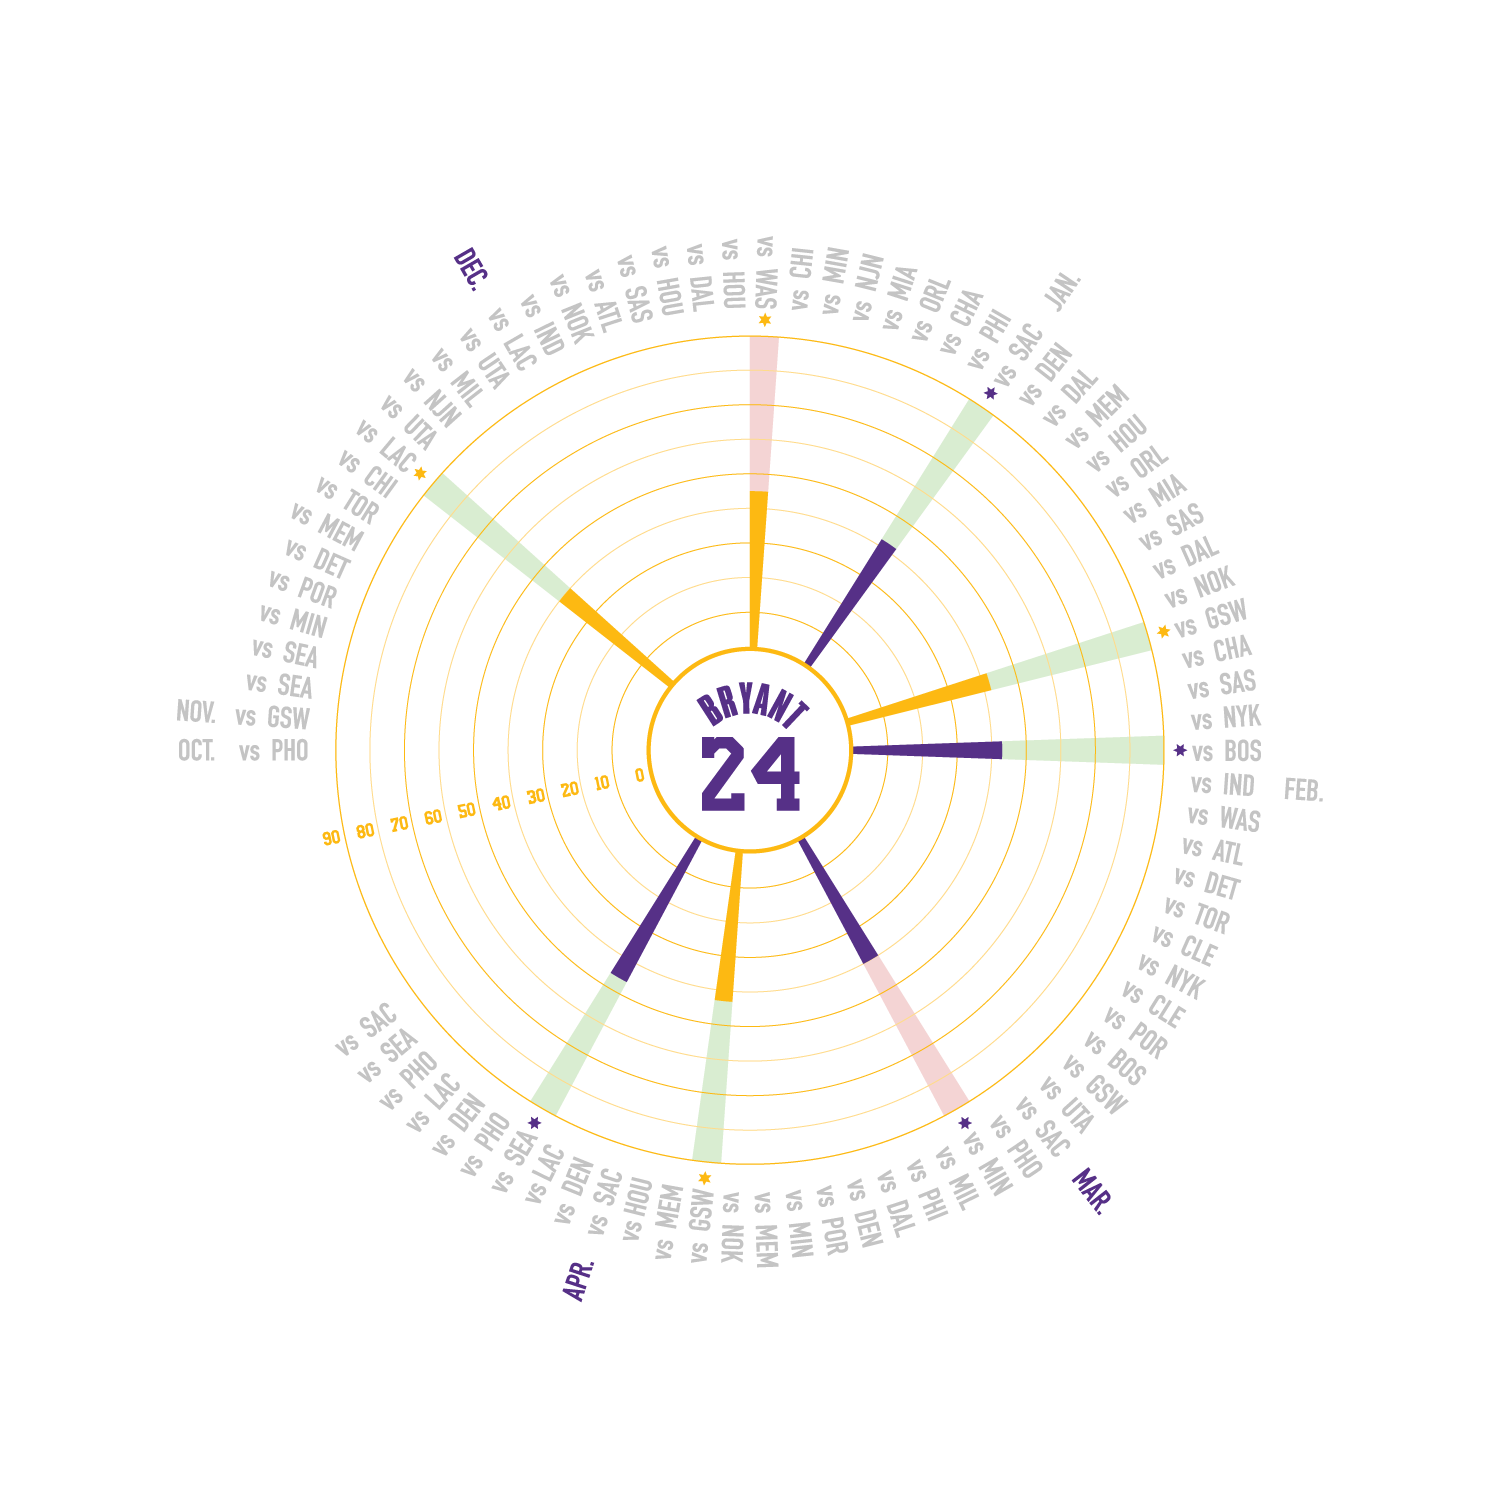 BRYANT
24
0
10
20
30
40
50
60
70
80
90
OCT.
vs PHO
NOV.
vs GSW
vs SEA
vs SEA
vs MIN
vs POR
vs DET
vs MEM
vs TOR
vs CHI
vs LAC
vs UTA
vs NJN
vs MIL
vs UTA
DEC.
vs LAC
vs IND
vs NOK
vs ATL
vs SAS
vs HOU
vs DAL
vs HOU
vs WAS
vs CHI
vs MIN
vs NJN
vs MIA
vs ORL
vs CHA
vs PHI
JAN.
vs SAC
vs DEN
vs DAL
vs MEM
vs HOU
vs ORL
vs MIA
vs SAS
vs DAL
vs NOK
vs GSW
vs CHA
vs SAS
vs NYK
vs BOS
FEB.
vs IND
vs WAS
vs ATL
vs DET
vs TOR
vs CLE
vs NYK
vs CLE
vs POR
vs BOS
vs GSW
vs UTA
vs SAC
MAR.
vs PHO
vs MIN
vs MIL
vs PHI
vs DAL
vs DEN
vs POR
vs MIN
vs MEM
vs NOK
vs GSW
vs MEM
vs HOU
APR.
vs SAC
vs DEN
vs LAC
vs SEA
vs PHO
vs DEN
vs LAC
vs PHO
vs SEA
vs SAC